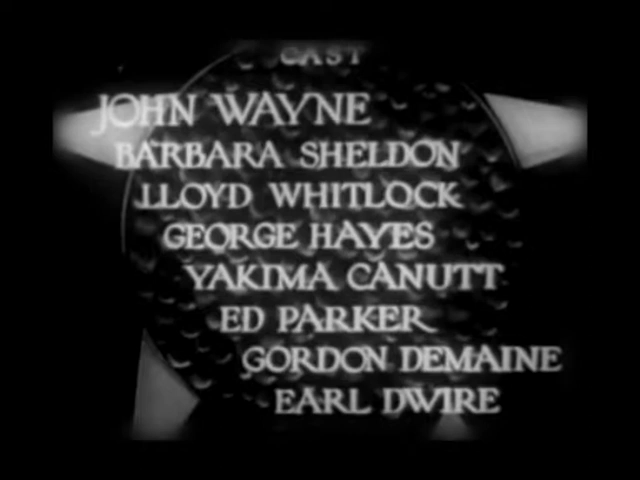 CAST
JOHN WAYNE
BARBARA SHELDON
LLOYD WHITLOCK
GEORGE HAYES
YAKIMA CANUTT
ED PARKER
GORDON DEMAINE
EARL DWIRE